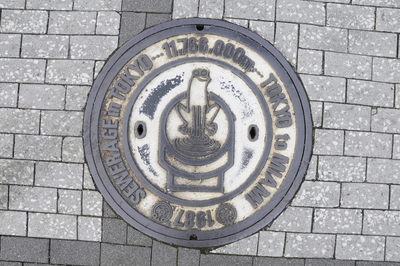 SEWERAGE in TOKYO
11.766.000m
TOKYO to MIAMI
1987